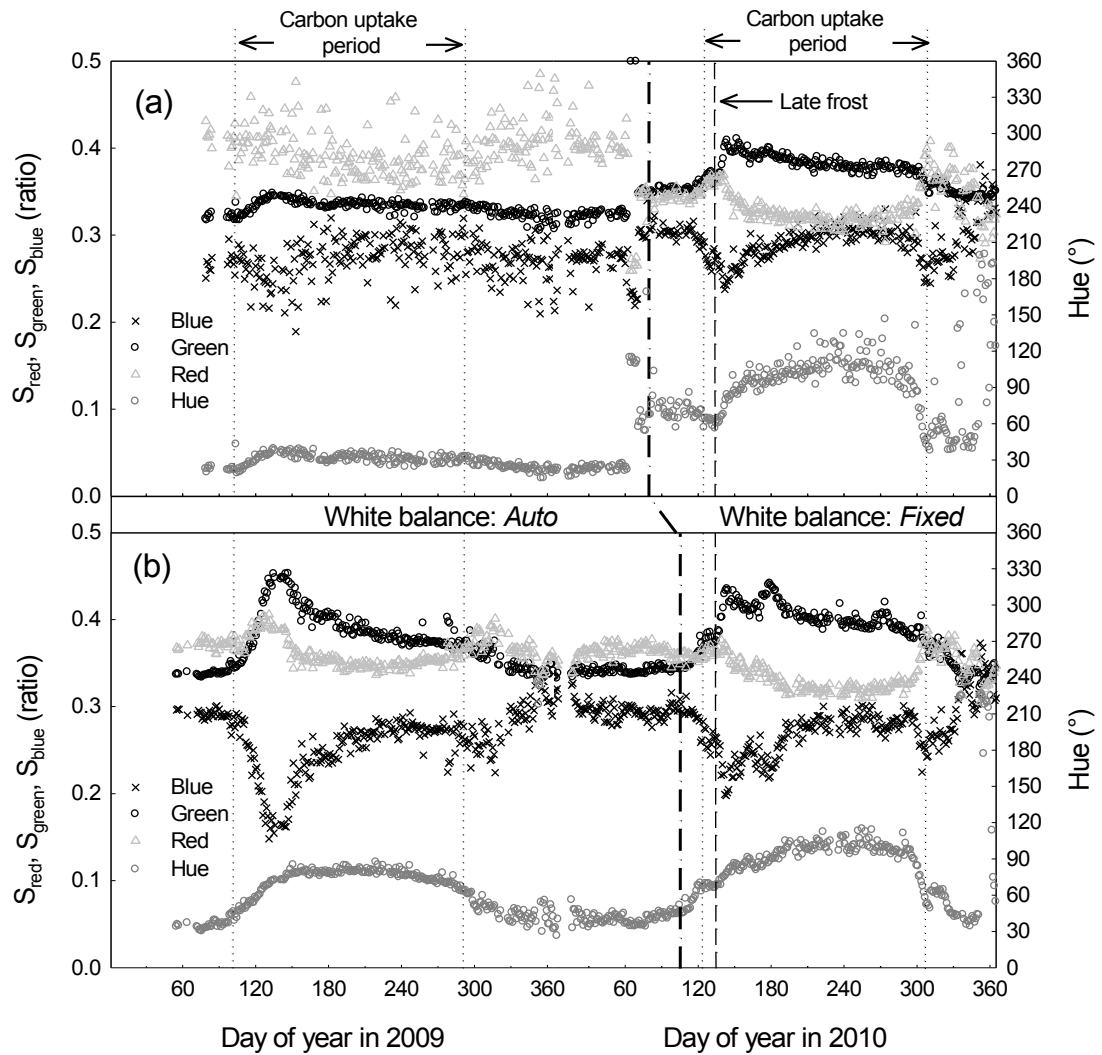 Carbon uptake period
Carbon uptake period
0.5
0.4
0.3
0.2
0.1
0.0
S_red, S_green, S_blue (ratio)
(a)
Blue
Green
Red
Hue
Late frost
360
330
300
270
240
210
180
150
120
90
60
30
0
Hue (°)
White balance: Auto
White balance: Fixed
0.5
0.4
0.3
0.2
0.1
0.0
S_red, S_green, S_blue (ratio)
(b)
Blue
Green
Red
Hue
360
330
300
270
240
210
180
150
120
90
60
30
0
Hue (°)
60 120 180 240 300 360 60 120 180 240 300 360
Day of year in 2009
Day of year in 2010